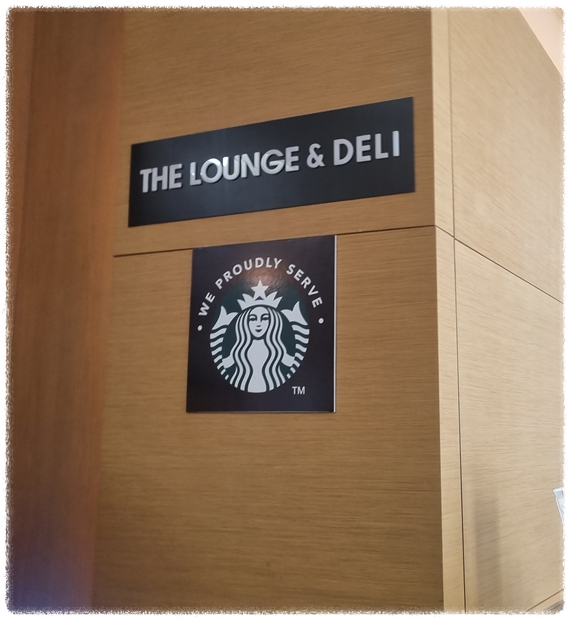 THE LOUNGE & DELI
• WE PROUDLY SERVE •
TM